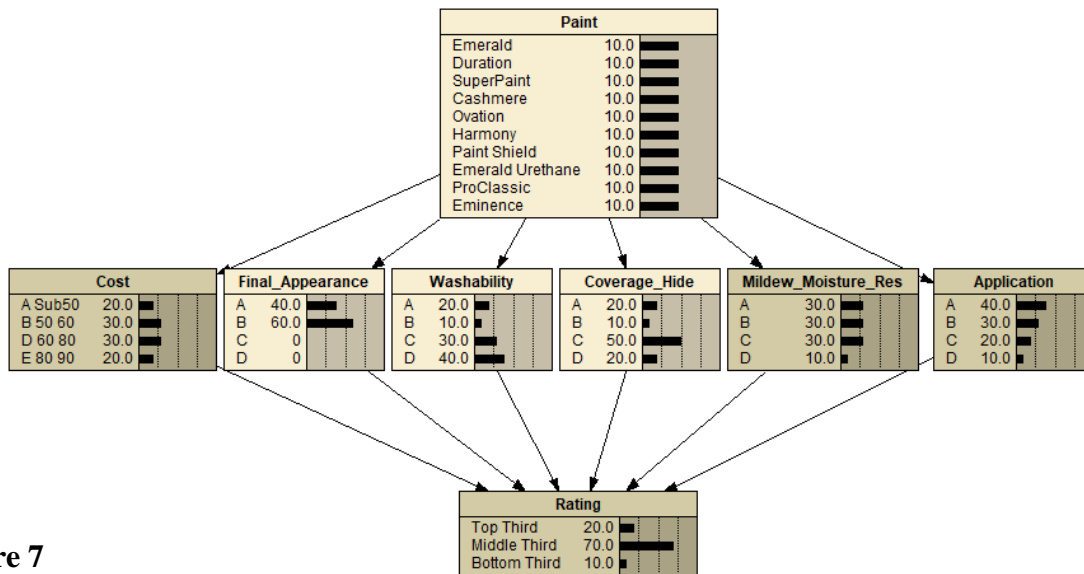 Paint
Emerald 10.0
Duration 10.0
SuperPaint 10.0
Cashmere 10.0
Ovation 10.0
Harmony 10.0
Paint Shield 10.0
Emerald Urethane 10.0
ProClassic 10.0
Eminence 10.0
Cost
A Sub50 20.0
B 50 60 30.0
D 60 80 30.0
E 80 90 20.0
Final_Appearance
A 40.0
B 60.0
C 0
D 0
Washability
A 20.0
B 10.0
C 30.0
D 40.0
Coverage_Hide
A 20.0
B 10.0
C 50.0
D 20.0
Mildew_Moisture_Res
A 30.0
B 30.0
C 30.0
D 10.0
Application
A 40.0
B 30.0
C 20.0
D 10.0
Rating
Top Third 20.0
Middle Third 70.0
Bottom Third 10.0
re 7